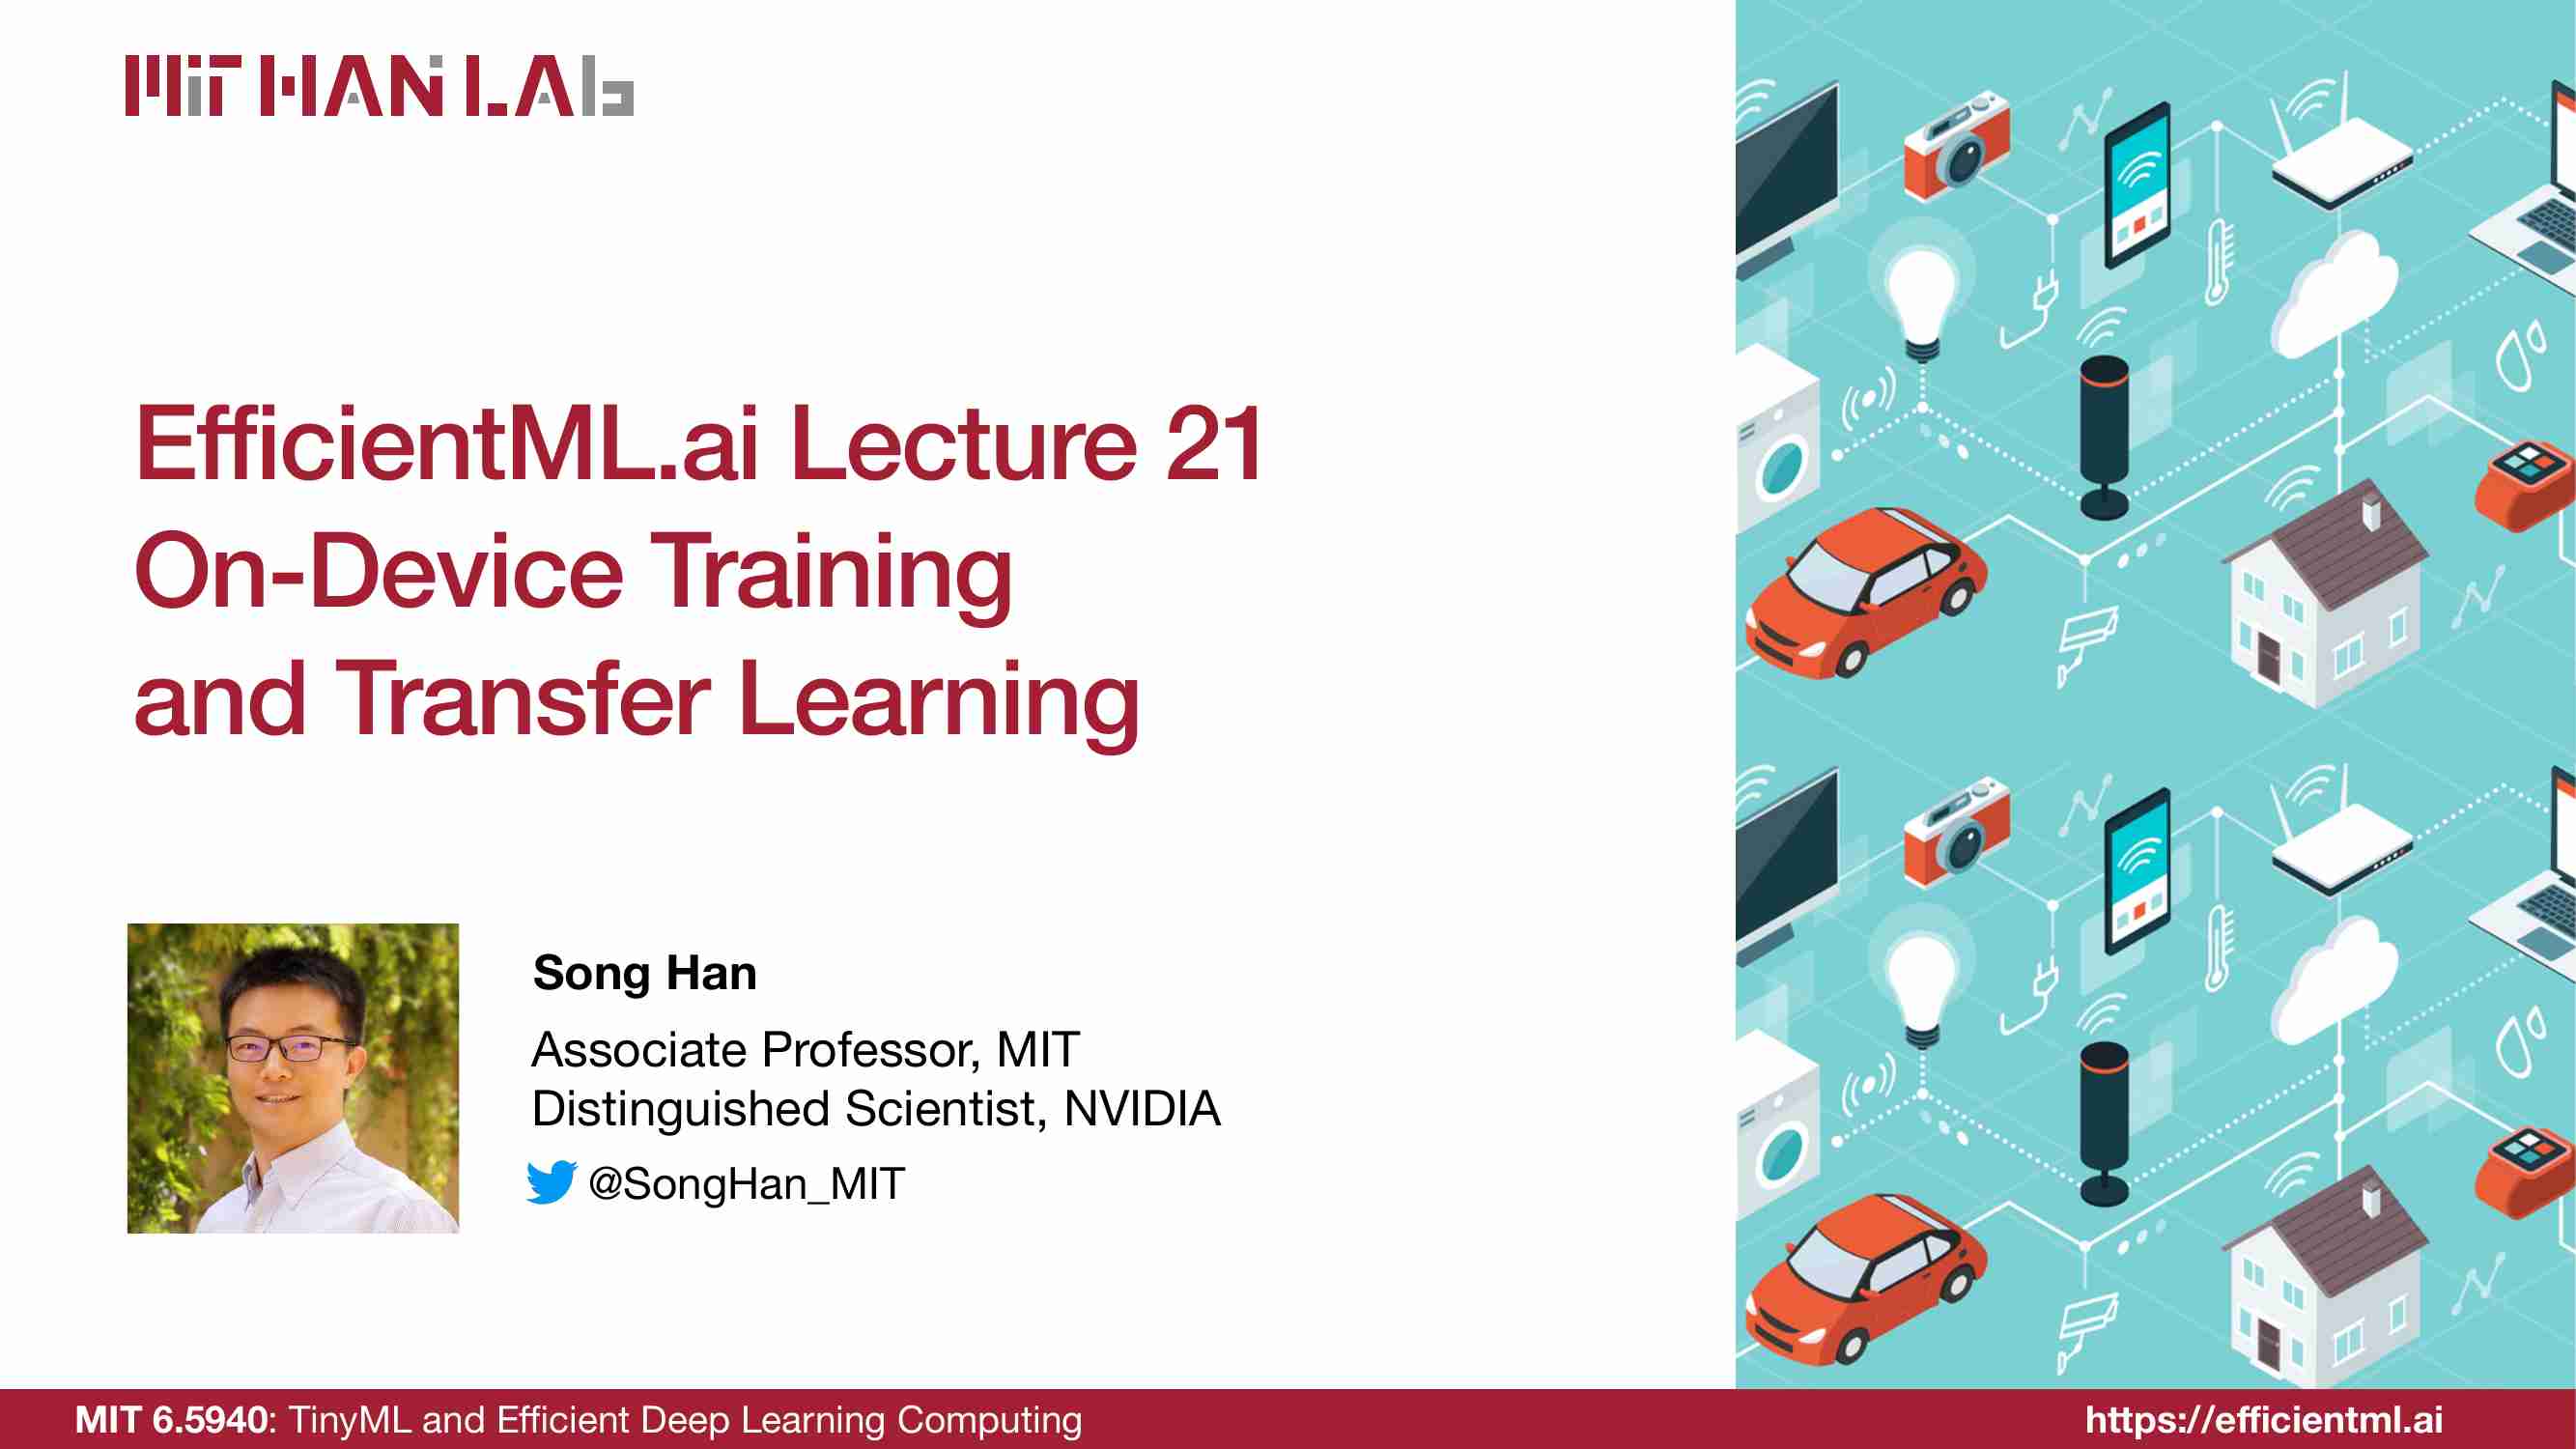 MIT HAN LAb
EfficientML.ai Lecture 21
On-Device Training
and Transfer Learning
Song Han
Associate Professor, MIT
Distinguished Scientist, NVIDIA
@SongHan_MIT
MIT 6.5940: TinyML and Efficient Deep Learning Computing
https://efficientml.ai